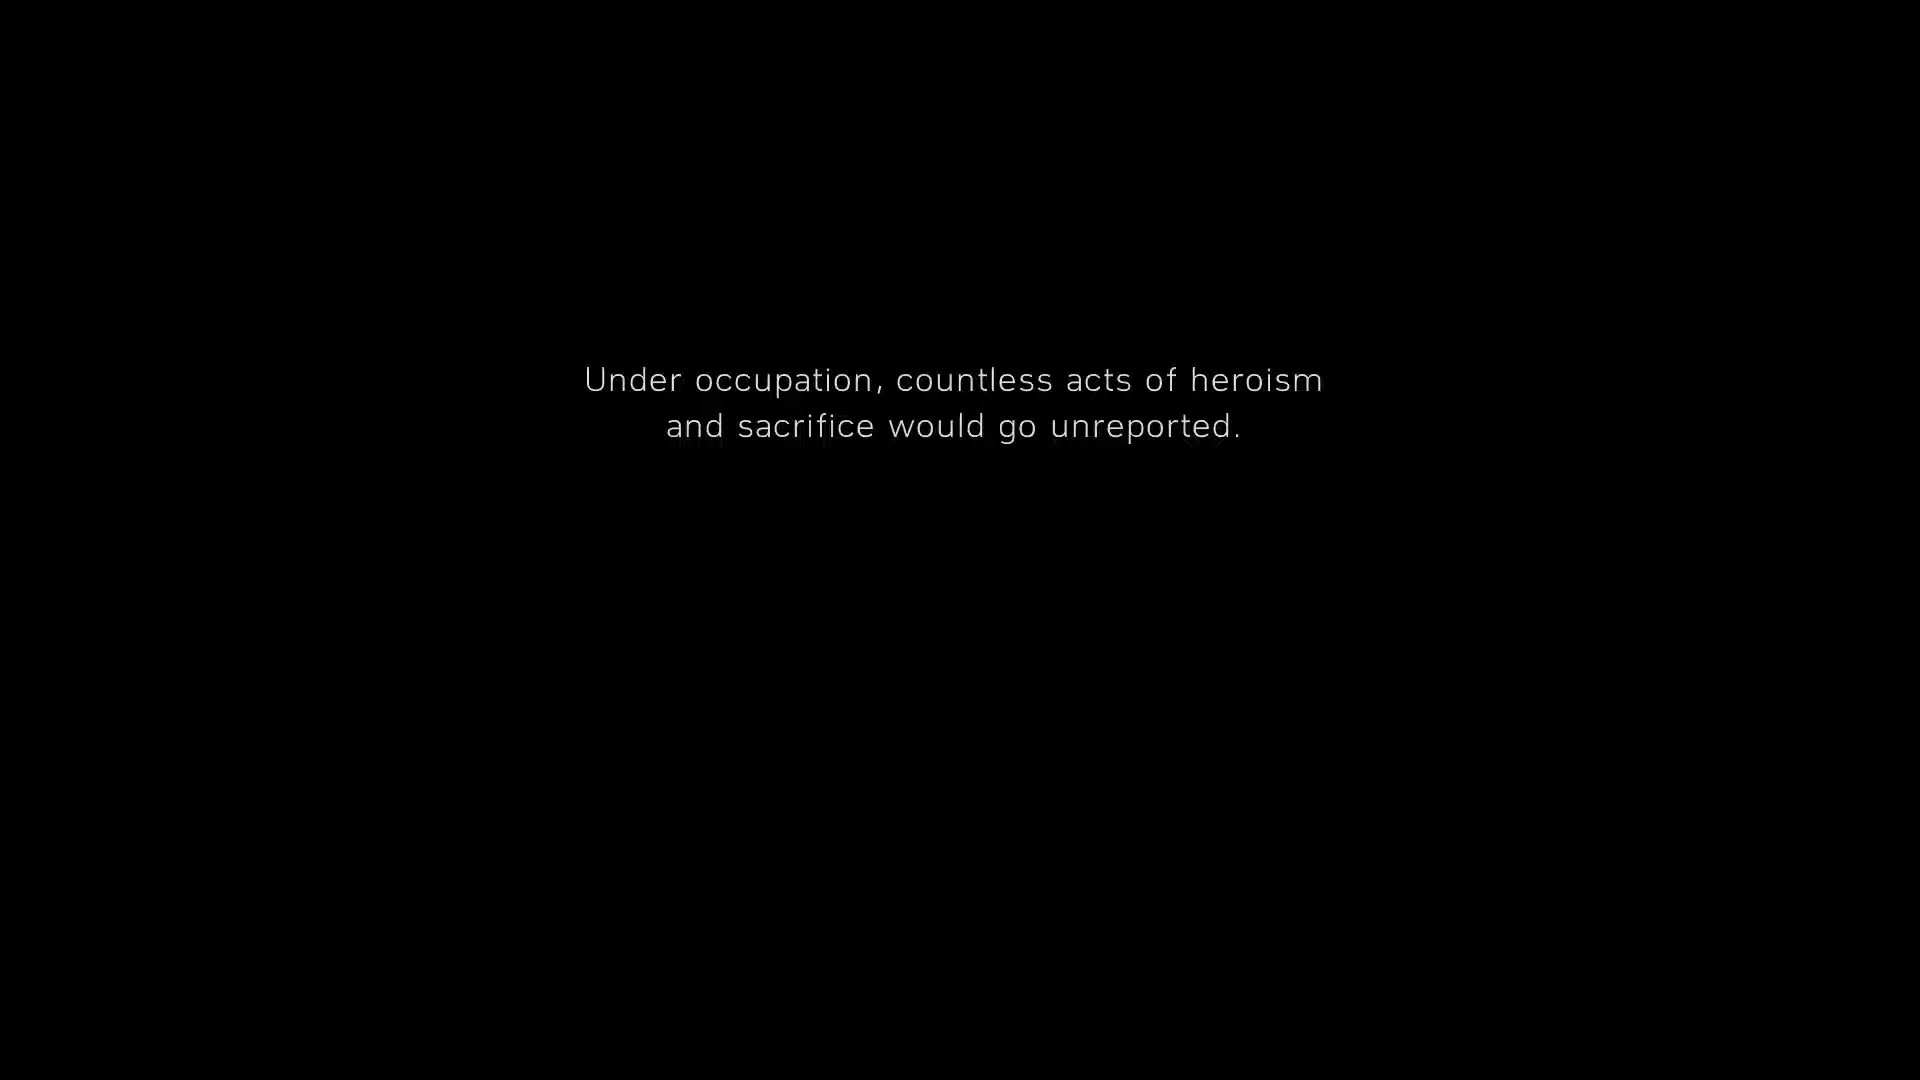 Under occupation, countless acts of heroism
and sacrifice would go unreported.